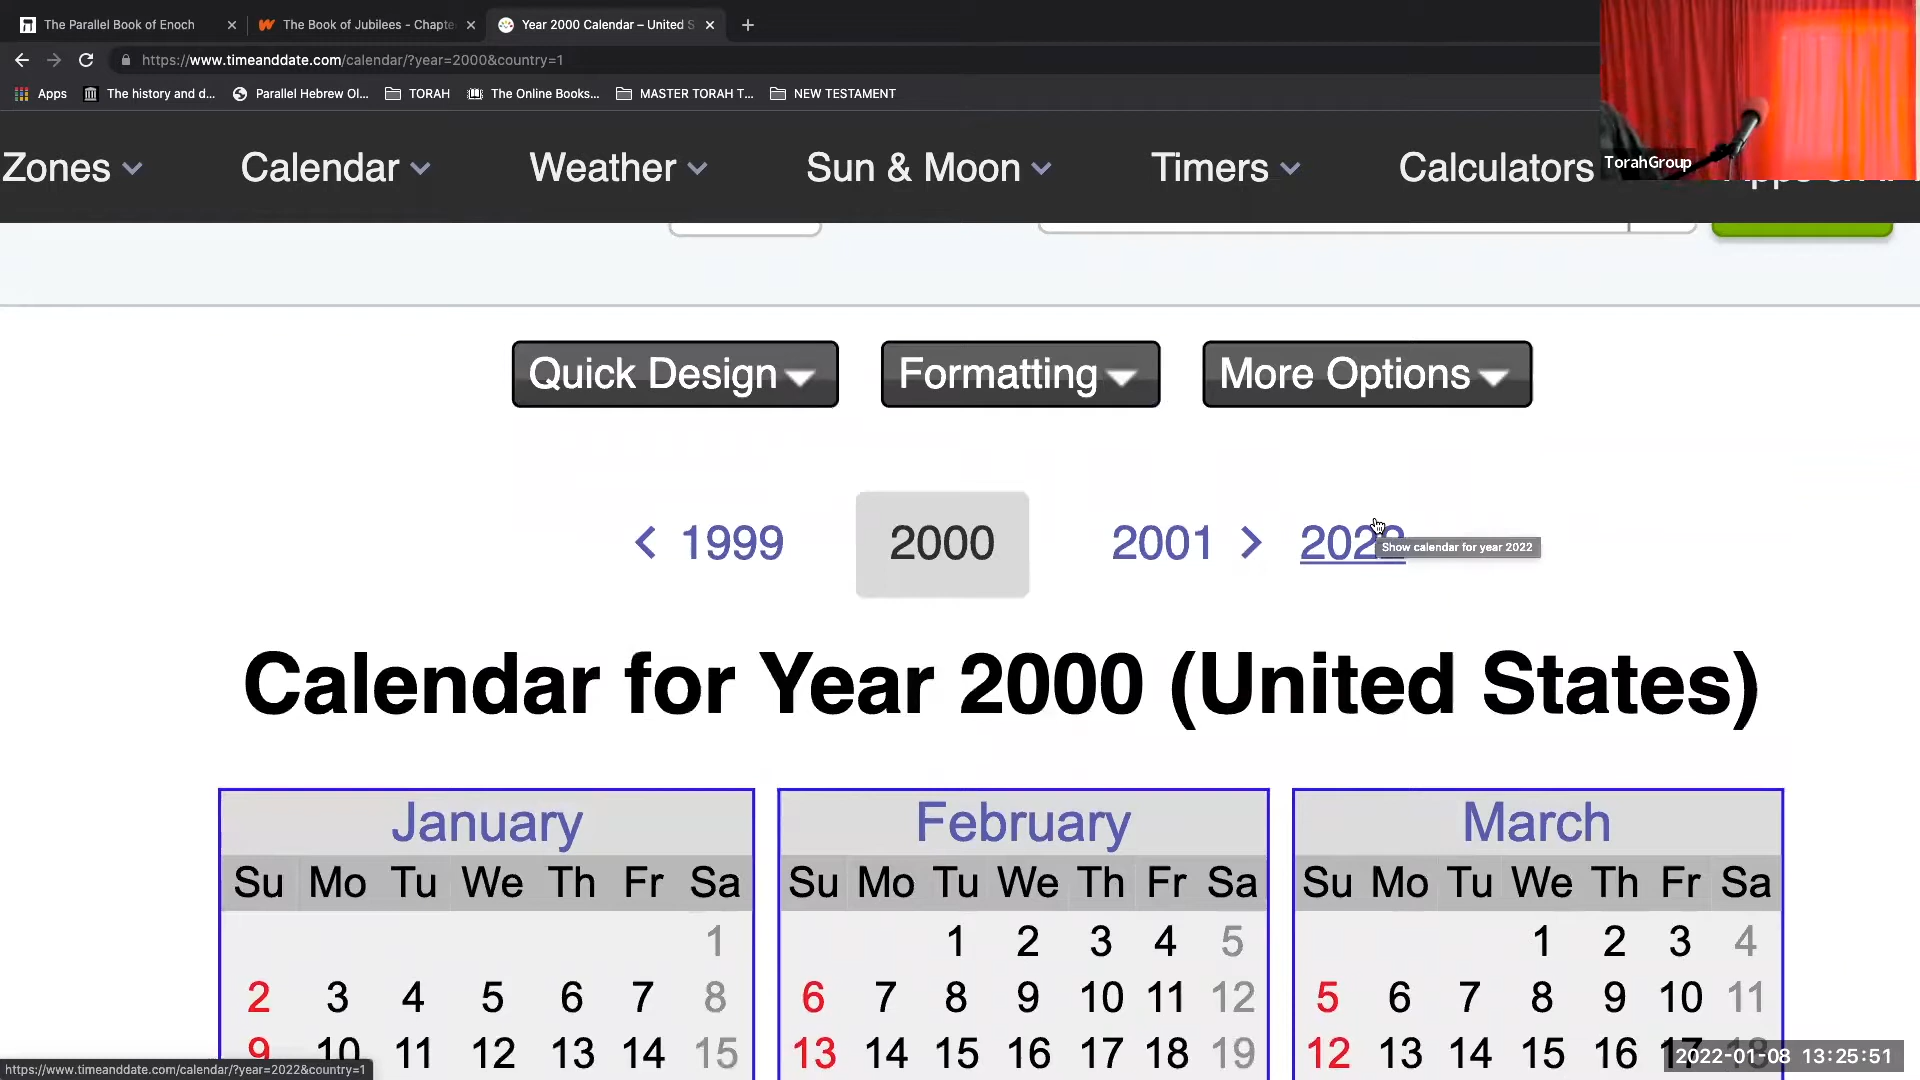 The Parallel Book of Enoch
The Book of Jubilees - Chapte
Year 2000 Calendar – United S
https://www.timeanddate.com/calendar/?year=2000&country=1
Apps
The history and d...
Parallel Hebrew Ol...
TORAH
The Online Books...
MASTER TORAH T...
NEW TESTAMENT
Zones
Calendar
Weather
Sun & Moon
Timers
Calculators
TorahGroup
Quick Design
Formatting
More Options
< 1999 2000 2001 > 2022
Show calendar for year 2022
Calendar for Year 2000 (United States)
January
Su Mo Tu We Th Fr Sa
1
2 3 4 5 6 7 8
9 10 11 12 13 14 15
February
Su Mo Tu We Th Fr Sa
1 2 3 4 5
6 7 8 9 10 11 12
13 14 15 16 17 18 19
March
Su Mo Tu We Th Fr Sa
1 2 3 4
5 6 7 8 9 10 11
12 13 14 15 16 17 18
https://www.timeanddate.com/calendar/?year=2022&country=1
2022-01-08 13:25:51